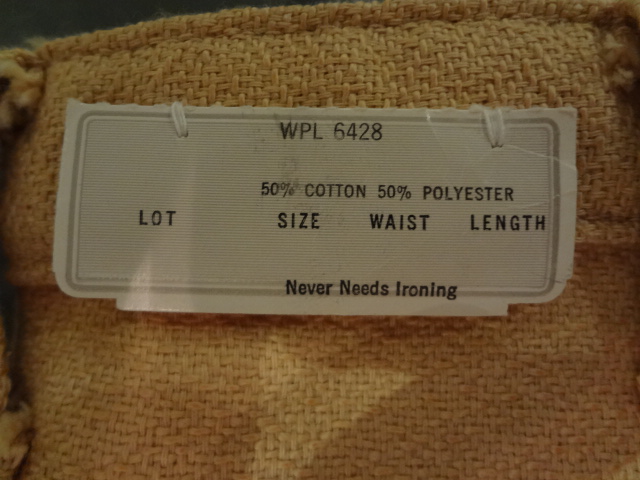 WPL 6428
50% COTTON 50% POLYESTER
LOT SIZE WAIST LENGTH
Never Needs Ironing